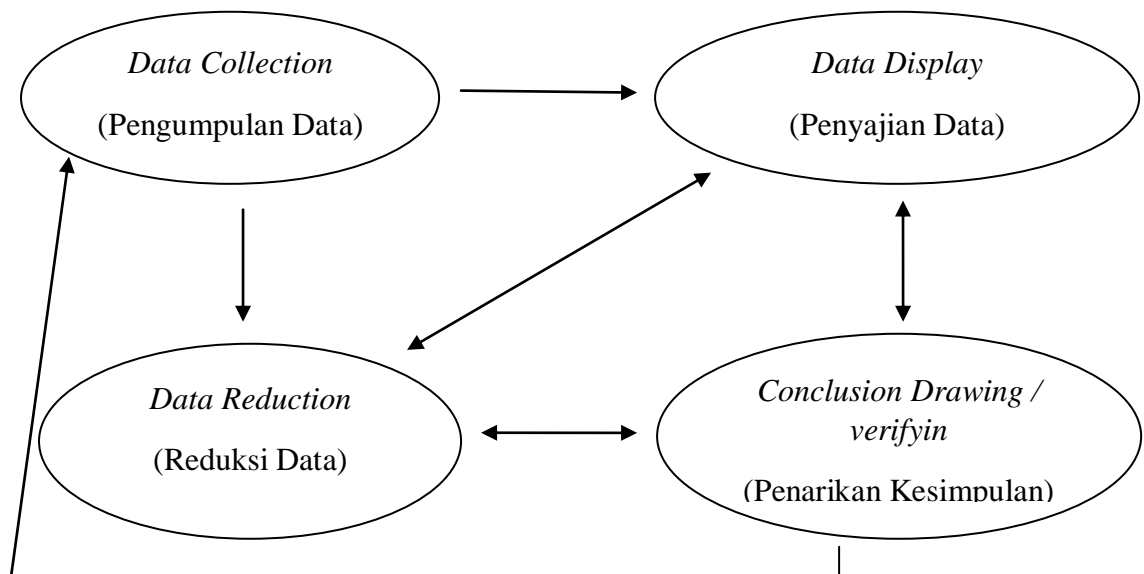 Data Collection
(Pengumpulan Data)
Data Display
(Penyajian Data)
Data Reduction
(Reduksi Data)
Conclusion Drawing /
verifyin
(Penarikan Kesimpulan)